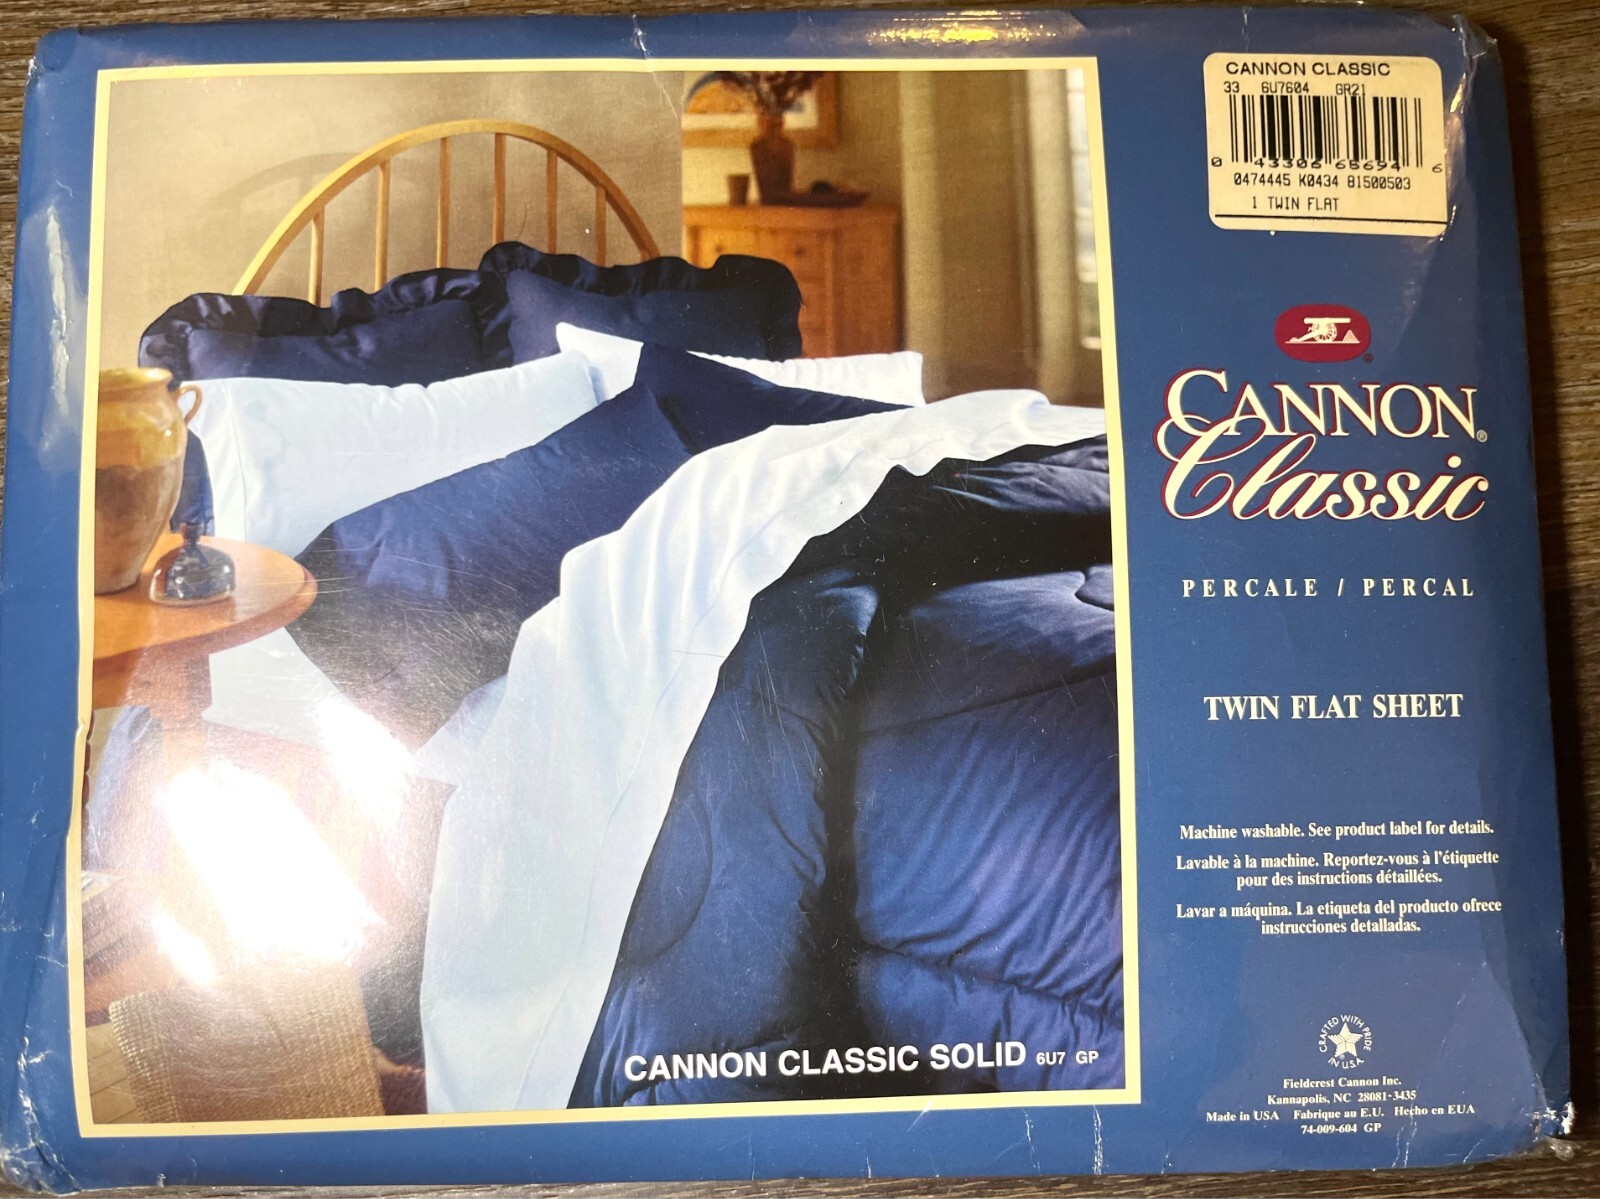 CANNON CLASSIC
33 6U7604 GR21
0 43306 65694 6
0474445 K0434 81500503
1 TWIN FLAT
CANNON®
Classic
PERCALE / PERCAL
TWIN FLAT SHEET
Machine washable. See product label for details.
Lavable à la machine. Reportez-vous à l'étiquette
pour des instructions détaillées.
Lavar a máquina. La etiqueta del producto ofrece
instrucciones detalladas.
CANNON CLASSIC SOLID 6U7 GP
CRAFTED WITH PRIDE IN U.S.A.
Fieldcrest Cannon Inc.
Kannapolis, NC 28081-3435
Made in USA Fabrique au E.U. Hecho en EUA
74-009-604 GP